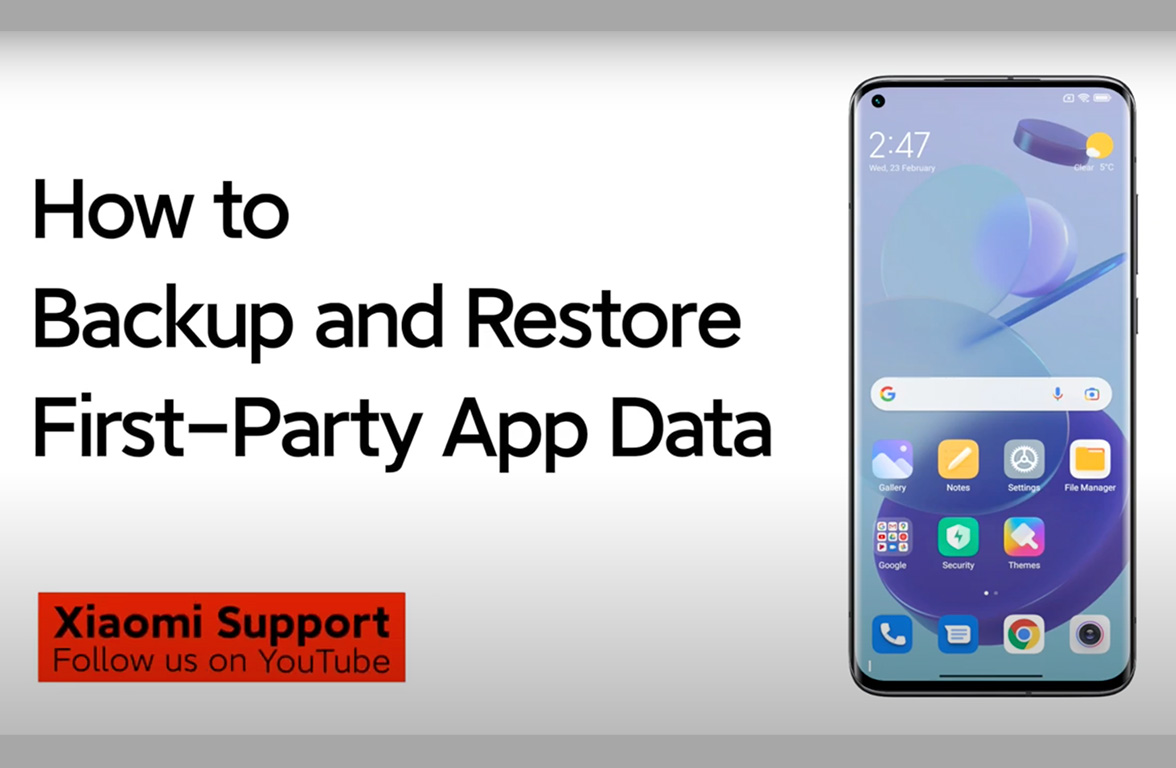 How to
Backup and Restore
First-Party App Data
Xiaomi Support
Follow us on YouTube
2:47
Wed, 23 February
Clear 5°C
G
Gallery
Notes
Settings
File Manager
Google
Security
Themes